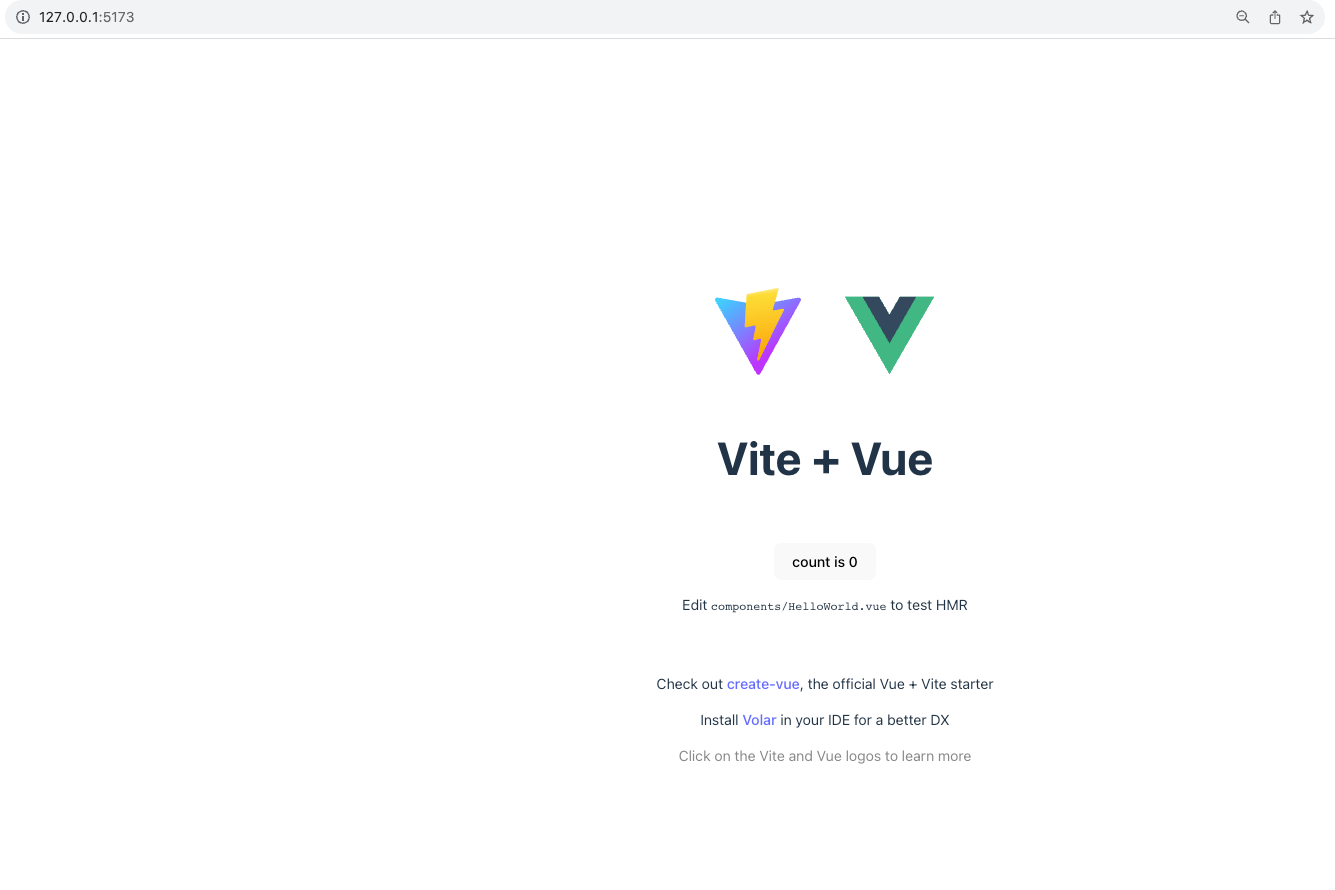 127.0.0.1:5173
Vite + Vue
count is 0
Edit components/HelloWorld.vue to test HMR
Check out create-vue, the official Vue + Vite starter
Install Volar in your IDE for a better DX
Click on the Vite and Vue logos to learn more